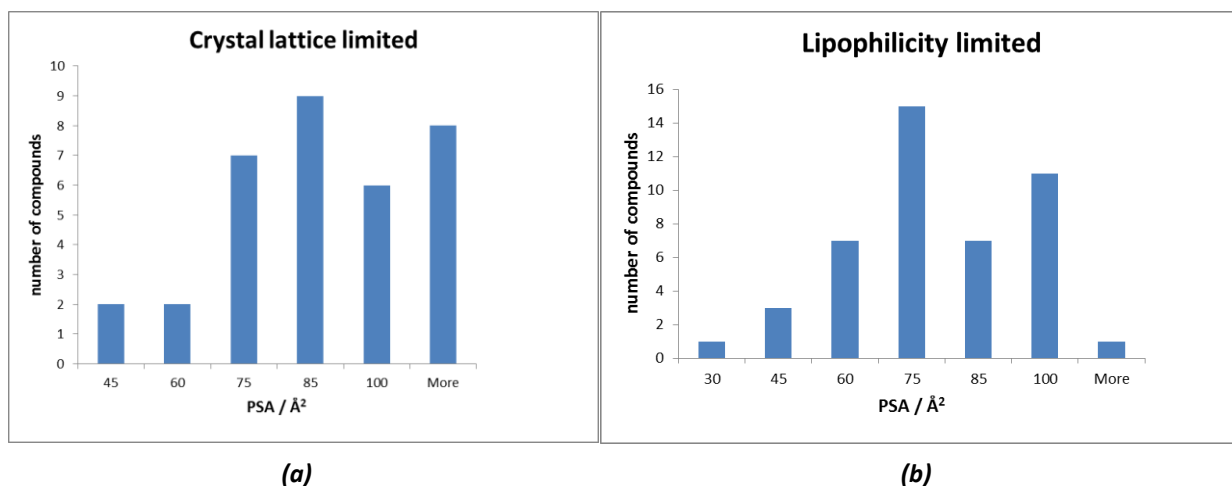 Crystal lattice limited
number of compounds
10
9
8
7
6
5
4
3
2
1
0
45 60 75 85 100 More
PSA / Å²
(a)
Lipophilicity limited
number of compounds
16
14
12
10
8
6
4
2
0
30 45 60 75 85 100 More
PSA / Å²
(b)